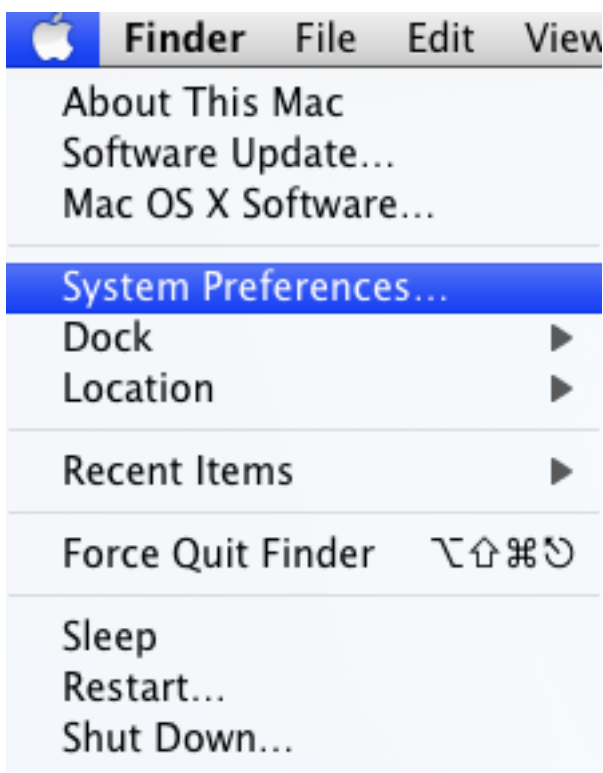 Finder File Edit View
About This Mac
Software Update...
Mac OS X Software...
System Preferences...
Dock ▶
Location ▶
Recent Items ▶
Force Quit Finder ⌥⇧⌘⎋
Sleep
Restart...
Shut Down...